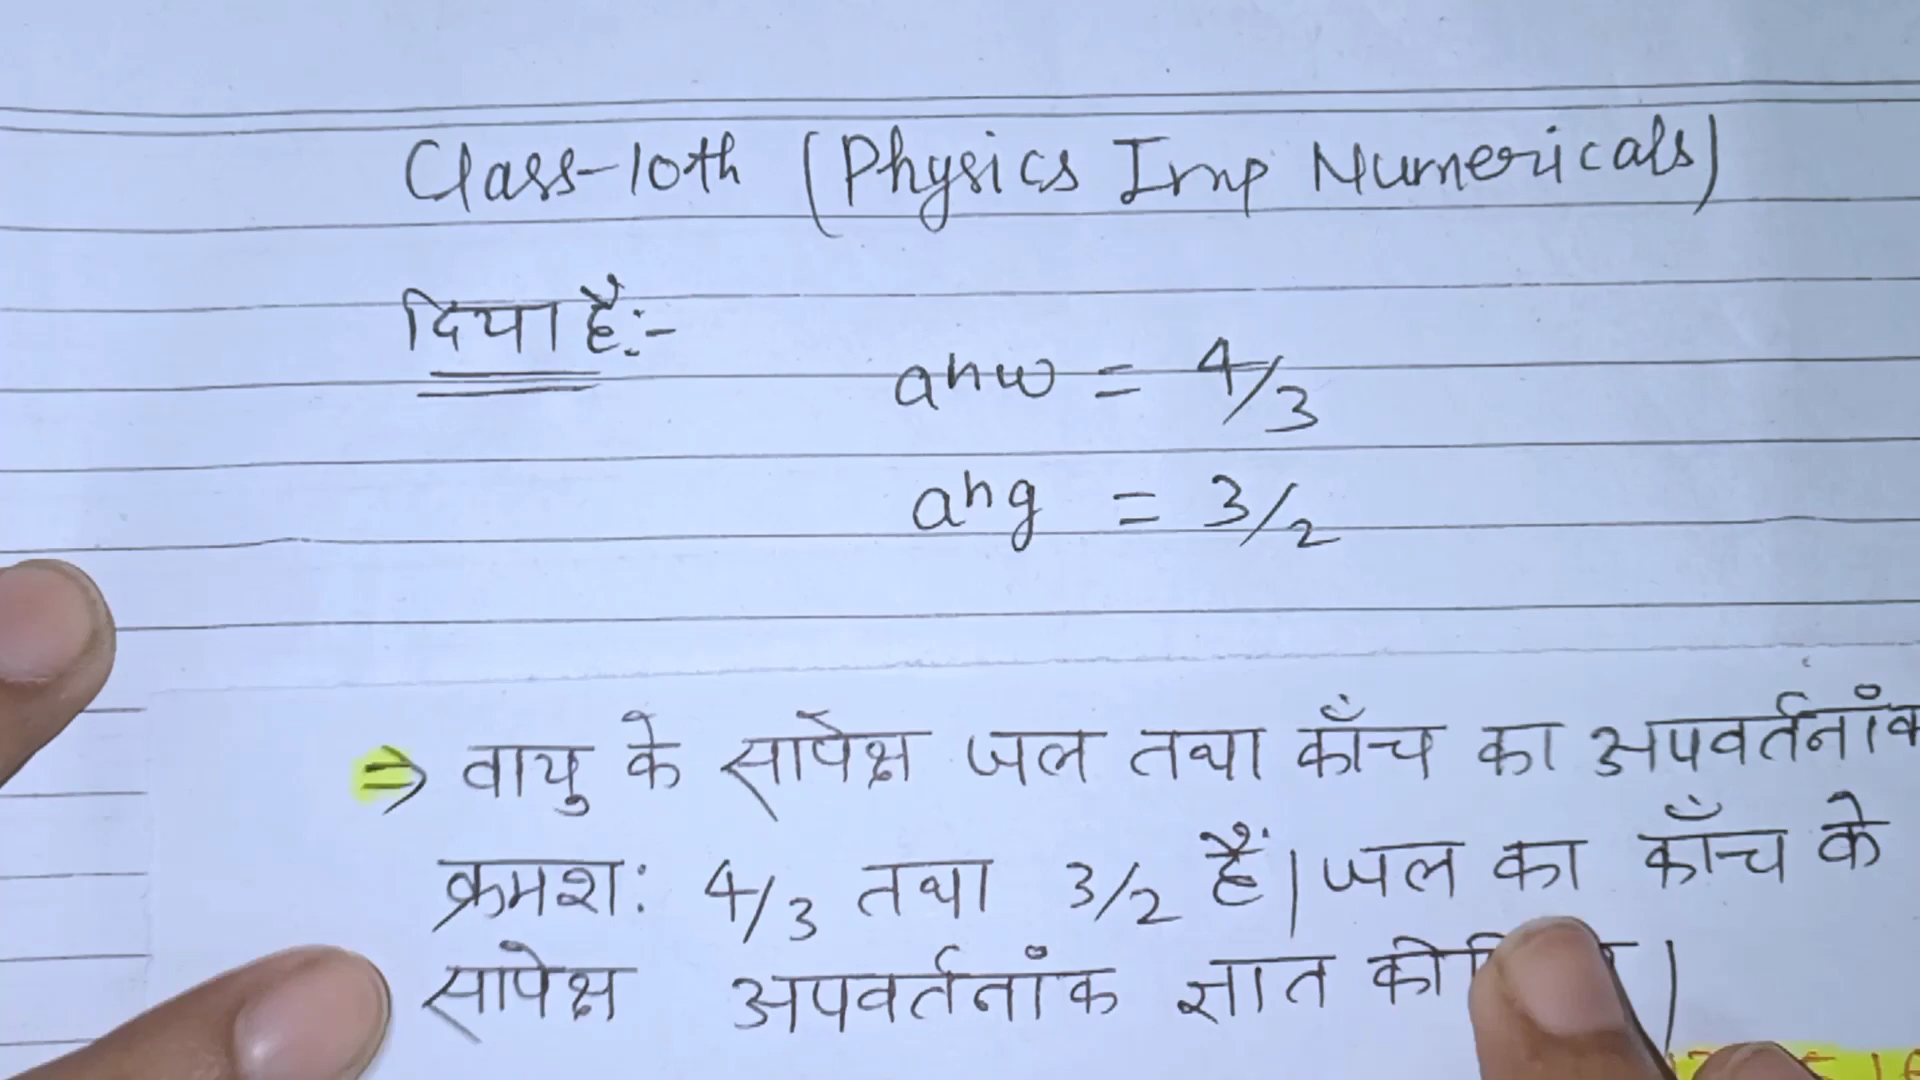 Class-10th (Physics Imp Numericals)
दिया है:-
anw = 4/3
ang = 3/2
⇒ वायु के सापेक्ष जल तथा काँच का अपवर्तनांक
क्रमश: 4/3 तथा 3/2 हैं। जल का काँच के
सापेक्ष अपवर्तनांक ज्ञात